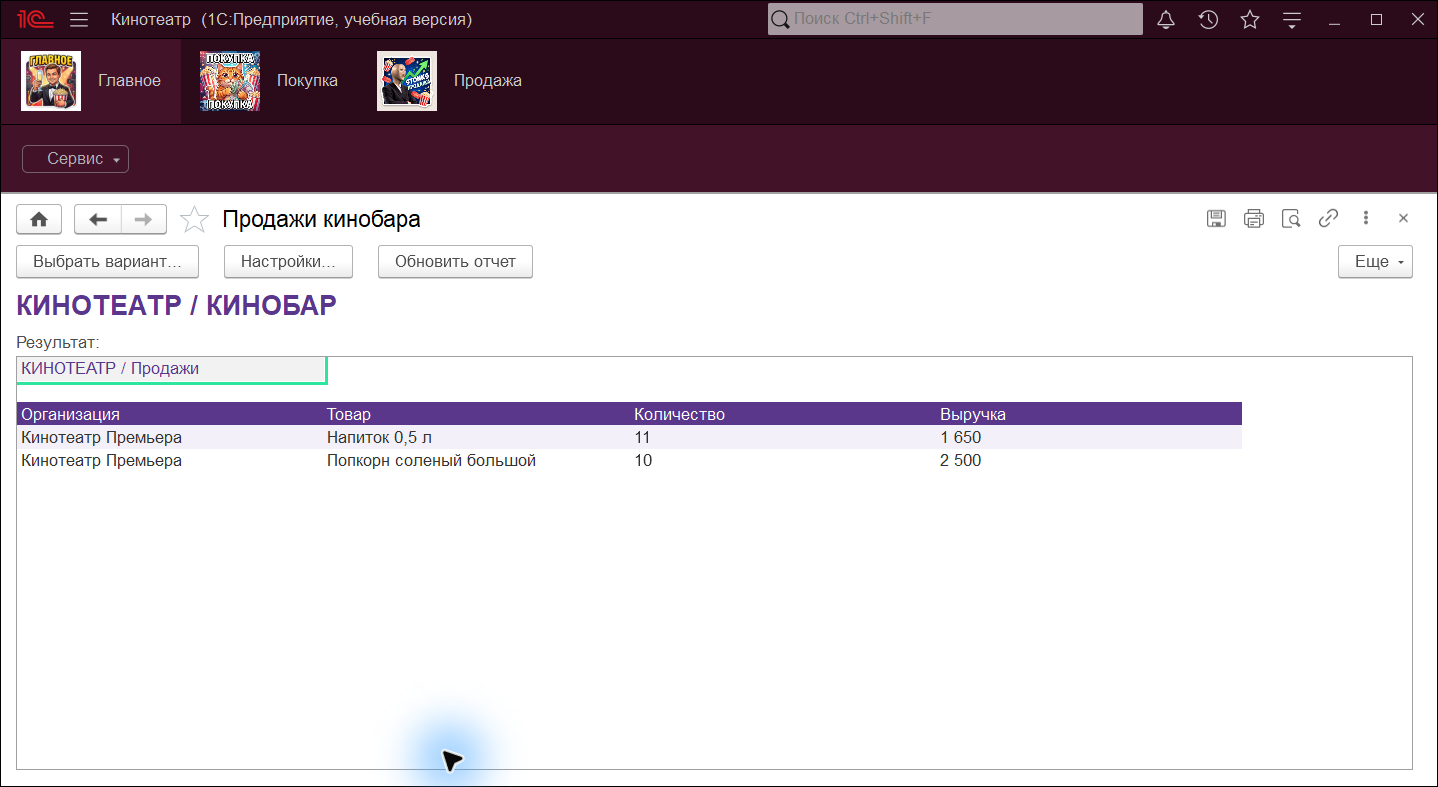 1С Кинотеатр (1С:Предприятие, учебная версия) Поиск Ctrl+Shift+F
ГЛАВНОЕ Главное ПОКУПКА ПОКУПКА Покупка STONKS ПРОДАЖА Продажа
Сервис
Продажи кинобара
Выбрать вариант... Настройки... Обновить отчет Еще
КИНОТЕАТР / КИНОБАР
Результат:
КИНОТЕАТР / Продажи
Организация Товар Количество Выручка
Кинотеатр Премьера Напиток 0,5 л 11 1 650
Кинотеатр Премьера Попкорн соленый большой 10 2 500